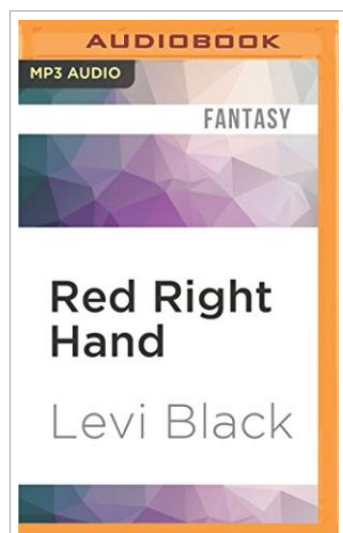 AUDIOBOOK
MP3 AUDIO
FANTASY
Red Right
Hand
Levi Black